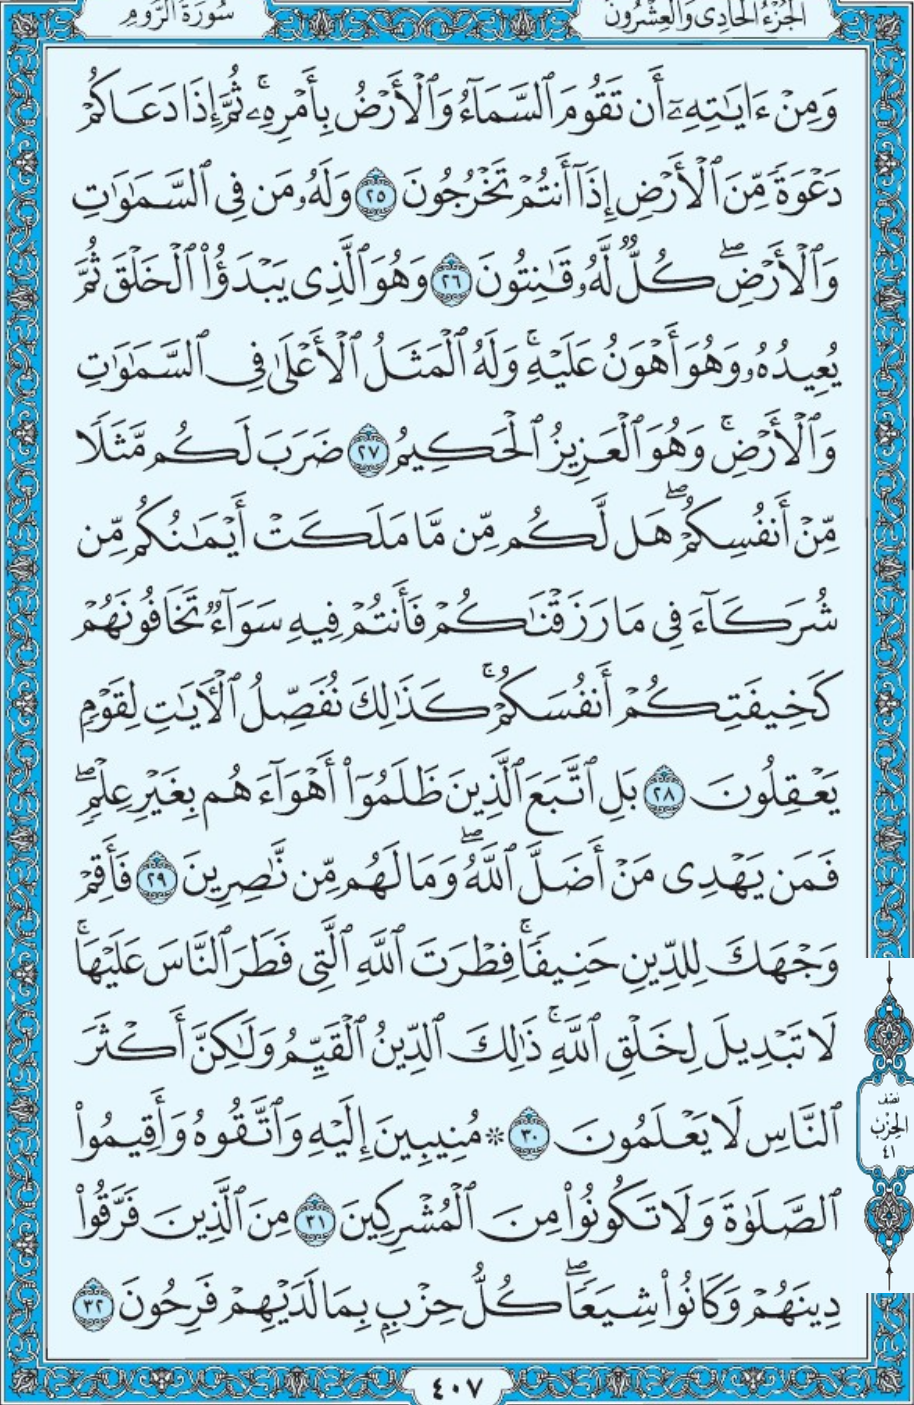 الجزء الحادي والعشرون
سورة الروم
وَمِنْ ءَايَٰتِهِۦٓ أَن تَقُومَ ٱلسَّمَآءُ وَٱلْأَرْضُ بِأَمْرِهِۦ ۚ ثُمَّ إِذَا دَعَاكُمْ
دَعْوَةً مِّنَ ٱلْأَرْضِ إِذَآ أَنتُمْ تَخْرُجُونَ ٢٥ وَلَهُۥ مَن فِى ٱلسَّمَٰوَٰتِ
وَٱلْأَرْضِ ۖ كُلٌّ لَّهُۥ قَٰنِتُونَ ٢٦ وَهُوَ ٱلَّذِى يَبْدَؤُا۟ ٱلْخَلْقَ ثُمَّ
يُعِيدُهُۥ وَهُوَ أَهْوَنُ عَلَيْهِ ۚ وَلَهُ ٱلْمَثَلُ ٱلْأَعْلَىٰ فِى ٱلسَّمَٰوَٰتِ
وَٱلْأَرْضِ ۚ وَهُوَ ٱلْعَزِيزُ ٱلْحَكِيمُ ٢٧ ضَرَبَ لَكُم مَّثَلًا
مِّنْ أَنفُسِكُمْ ۖ هَل لَّكُم مِّن مَّا مَلَكَتْ أَيْمَٰنُكُم مِّن
شُرَكَآءَ فِى مَا رَزَقْنَٰكُمْ فَأَنتُمْ فِيهِ سَوَآءٌ تَخَافُونَهُمْ
كَخِيفَتِكُمْ أَنفُسَكُمْ ۚ كَذَٰلِكَ نُفَصِّلُ ٱلْءَايَٰتِ لِقَوْمٍ
يَعْقِلُونَ ٢٨ بَلِ ٱتَّبَعَ ٱلَّذِينَ ظَلَمُوٓا۟ أَهْوَآءَهُم بِغَيْرِ عِلْمٍ ۖ
فَمَن يَهْدِى مَنْ أَضَلَّ ٱللَّهُ ۖ وَمَا لَهُم مِّن نَّٰصِرِينَ ٢٩ فَأَقِمْ
وَجْهَكَ لِلدِّينِ حَنِيفًا ۚ فِطْرَتَ ٱللَّهِ ٱلَّتِى فَطَرَ ٱلنَّاسَ عَلَيْهَا ۚ
لَا تَبْدِيلَ لِخَلْقِ ٱللَّهِ ۚ ذَٰلِكَ ٱلدِّينُ ٱلْقَيِّمُ وَلَٰكِنَّ أَكْثَرَ
ٱلنَّاسِ لَا يَعْلَمُونَ ٣٠ ۞ مُنِيبِينَ إِلَيْهِ وَٱتَّقُوهُ وَأَقِيمُوا۟
ٱلصَّلَوٰةَ وَلَا تَكُونُوا۟ مِنَ ٱلْمُشْرِكِينَ ٣١ مِنَ ٱلَّذِينَ فَرَّقُوا۟
دِينَهُمْ وَكَانُوا۟ شِيَعًا ۖ كُلُّ حِزْبٍۭ بِمَا لَدَيْهِمْ فَرِحُونَ ٣٢
نصف
الحزب
٤١
٤٠٧